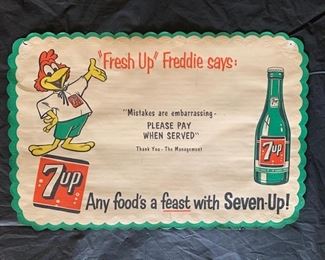 "Fresh Up" Freddie says:
"Mistakes are embarrassing-
PLEASE PAY
WHEN SERVED"
Thank You - The Management
7up
7up
Any food's a feast with Seven-Up!